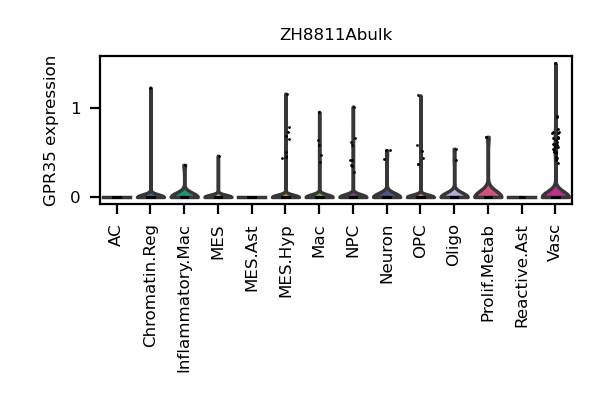 ZH8811Abulk
GPR35 expression
1
0
AC
Chromatin.Reg
Inflammatory.Mac
MES
MES.Ast
MES.Hyp
Mac
NPC
Neuron
OPC
Oligo
Prolif.Metab
Reactive.Ast
Vasc